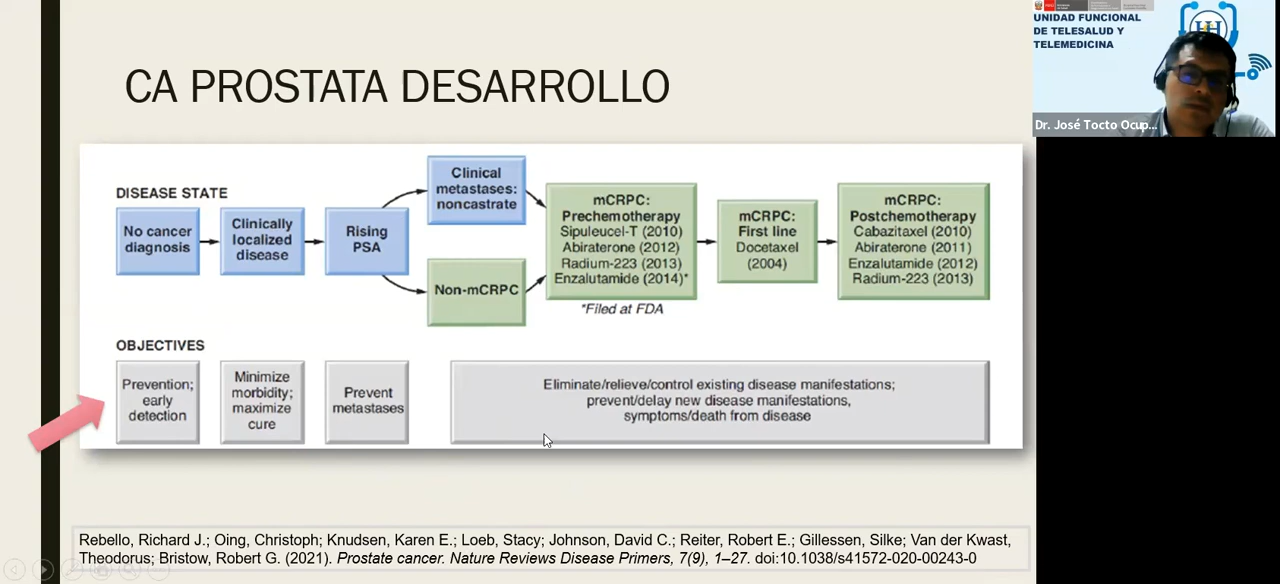 UNIDAD FUNCIONAL
DE TELESALUD Y
TELEMEDICINA
Dr. José Tocto Ocup...
CA PROSTATA DESARROLLO
DISEASE STATE
No cancer
diagnosis
Clinically
localized
disease
Rising
PSA
Clinical
metastases:
noncastrate
Non-mCRPC
mCRPC:
Prechemotherapy
Sipuleucel-T (2010)
Abiraterone (2012)
Radium-223 (2013)
Enzalutamide (2014)*
*Filed at FDA
mCRPC:
First line
Docetaxel
(2004)
mCRPC:
Postchemotherapy
Cabazitaxel (2010)
Abiraterone (2011)
Enzalutamide (2012)
Radium-223 (2013)
OBJECTIVES
Prevention;
early
detection
Minimize
morbidity;
maximize
cure
Prevent
metastases
Eliminate/relieve/control existing disease manifestations;
prevent/delay new disease manifestations,
symptoms/death from disease
Rebello, Richard J.; Oing, Christoph; Knudsen, Karen E.; Loeb, Stacy; Johnson, David C.; Reiter, Robert E.; Gillessen, Silke; Van der Kwast,
Theodorus; Bristow, Robert G. (2021). Prostate cancer. Nature Reviews Disease Primers, 7(9), 1–27. doi:10.1038/s41572-020-00243-0